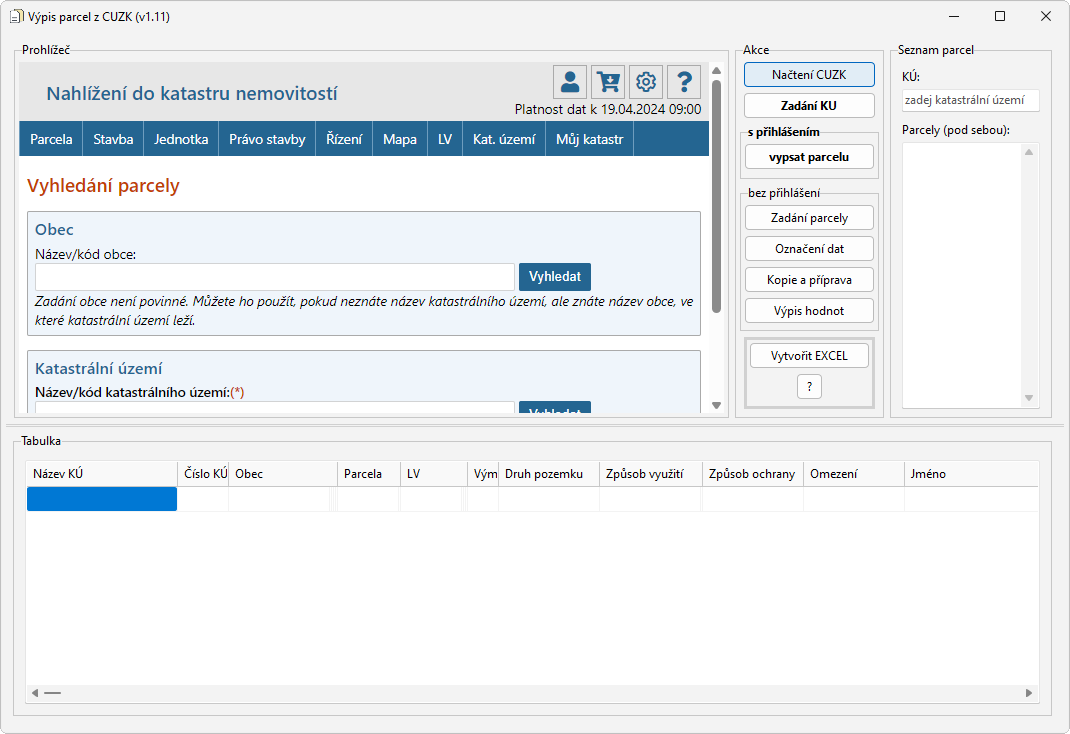 Výpis parcel z CUZK (v1.11)
Prohlížeč
Nahlížení do katastru nemovitostí
?
Platnost dat k 19.04.2024 09:00
Parcela Stavba Jednotka Právo stavby Řízení Mapa LV Kat. území Můj katastr
Vyhledání parcely
Obec
Název/kód obce:
Vyhledat
Zadání obce není povinné. Můžete ho použít, pokud neznáte název katastrálního území, ale znáte název obce, ve
které katastrální území leží.
Katastrální území
Název/kód katastrálního území:(*)
Vyhledat
Akce
Načtení CUZK
Zadání KU
s přihlášením
vypsat parcelu
bez přihlášení
Zadání parcely
Označení dat
Kopie a příprava
Výpis hodnot
Vytvořit EXCEL
?
Seznam parcel
KÚ:
zadej katastrální území
Parcely (pod sebou):
Tabulka
Název KÚ Číslo KÚ Obec Parcela LV Vým Druh pozemku Způsob využití Způsob ochrany Omezení Jméno